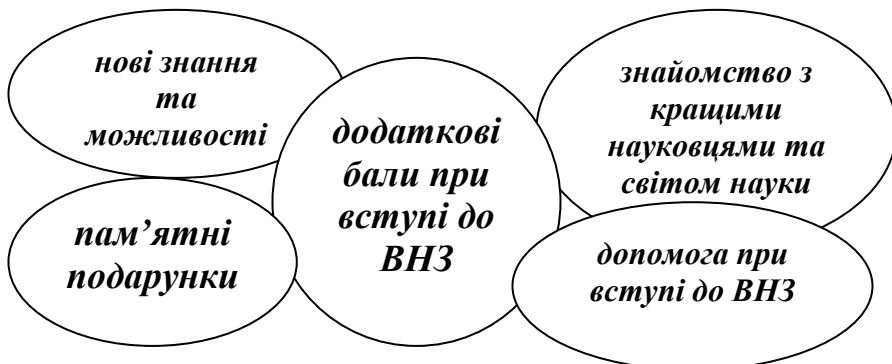 нові знання
та
можливості
пам’ятні
подарунки
додаткові
бали при
вступі до
ВНЗ
знайомство з
кращими
науковцями та
світом науки
допомога при
вступі до ВНЗ